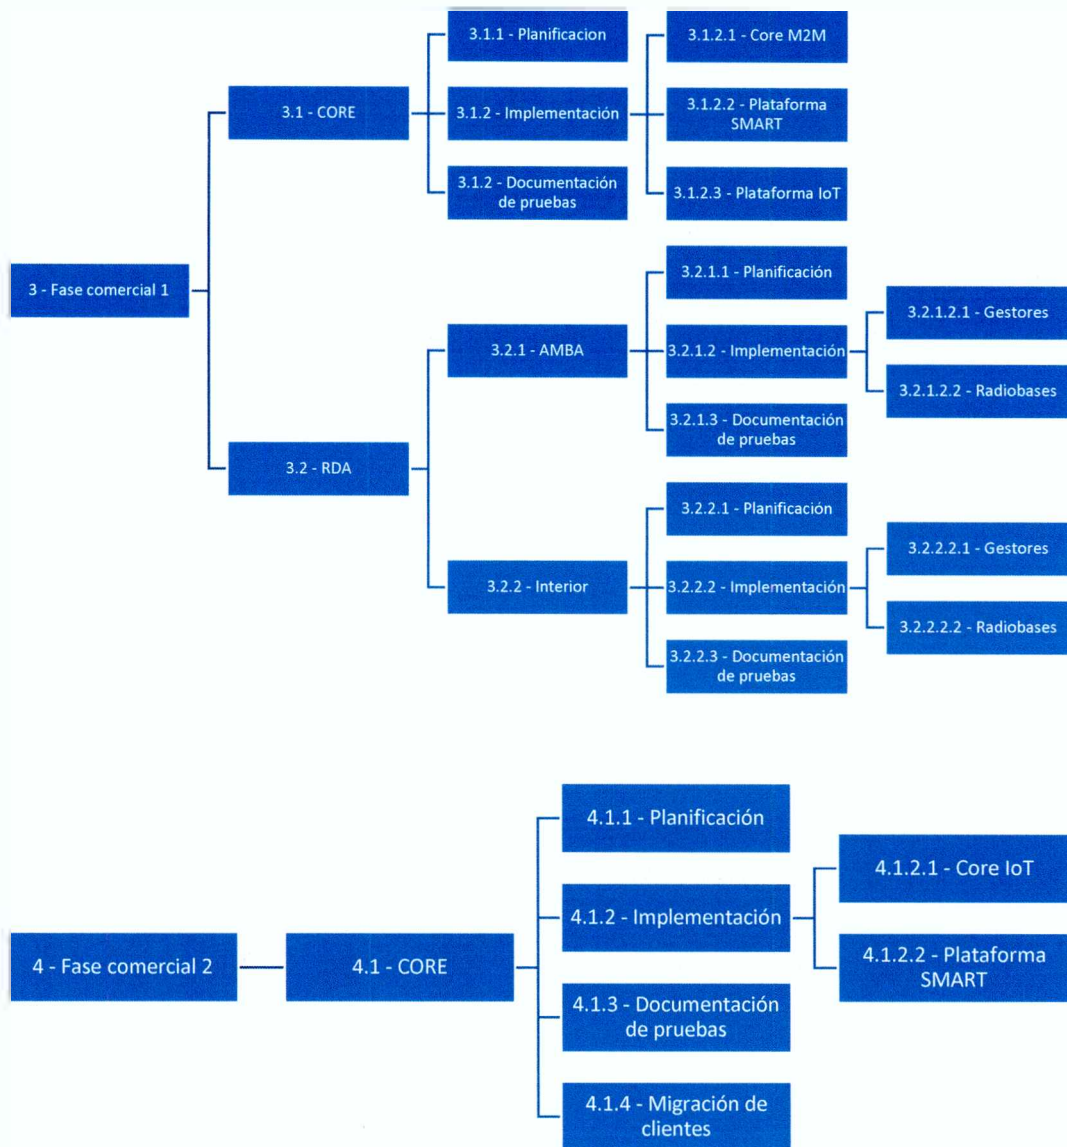 3 - Fase comercial 1
3.1 - CORE
3.1.1 - Planificacion
3.1.2 - Implementación
3.1.2.1 - Core M2M
3.1.2.2 - Plataforma
SMART
3.1.2.3 - Plataforma IoT
3.1.2 - Documentación
de pruebas
3.2 - RDA
3.2.1 - AMBA
3.2.1.1 - Planificación
3.2.1.2 - Implementación
3.2.1.2.1 - Gestores
3.2.1.2.2 - Radiobases
3.2.1.3 - Documentación
de pruebas
3.2.2 - Interior
3.2.2.1 - Planificación
3.2.2.2 - Implementación
3.2.2.2.1 - Gestores
3.2.2.2.2 - Radiobases
3.2.2.3 - Documentación
de pruebas
4 - Fase comercial 2
4.1 - CORE
4.1.1 - Planificación
4.1.2 - Implementación
4.1.2.1 - Core IoT
4.1.2.2 - Plataforma
SMART
4.1.3 - Documentación
de pruebas
4.1.4 - Migración de
clientes